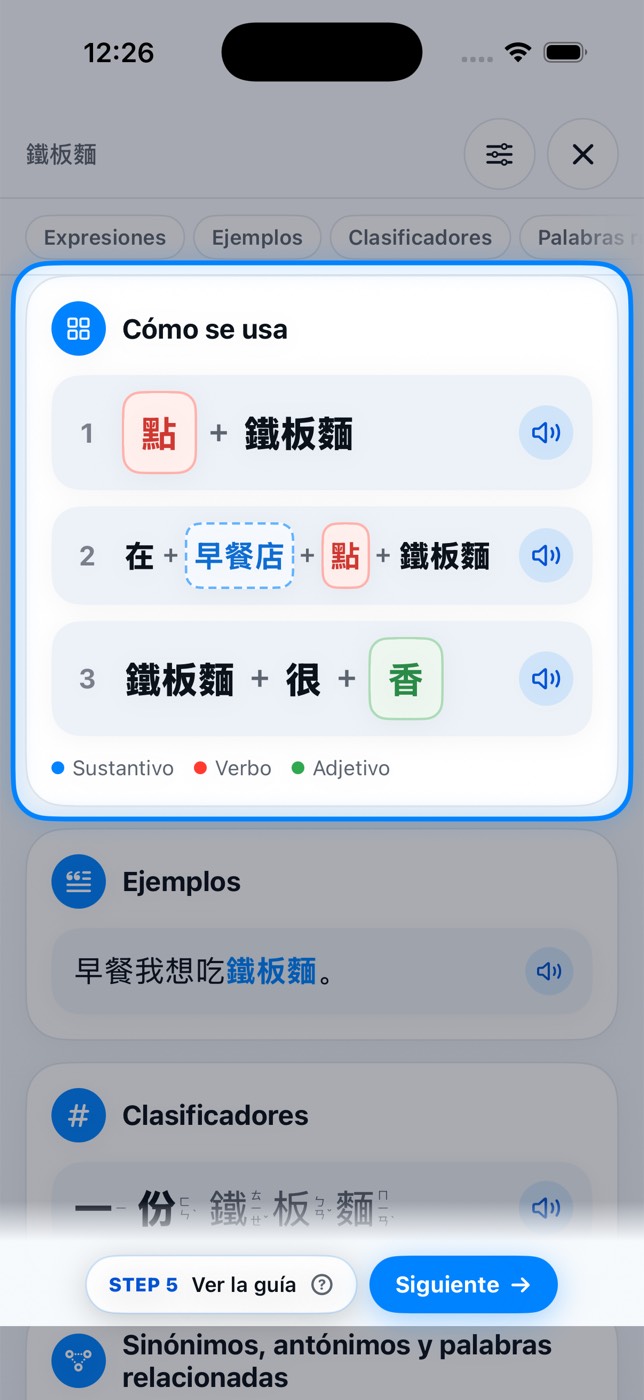 12:26
鐵板麵
Expresiones Ejemplos Clasificadores Palabras
Cómo se usa
1 點 + 鐵板麵
2 在 + 早餐店 + 點 + 鐵板麵
3 鐵板麵 + 很 + 香
Sustantivo Verbo Adjetivo
Ejemplos
早餐我想吃鐵板麵。
# Clasificadores
一 份 鐵 板 麵
STEP 5 Ver la guía ? Siguiente →
Sinónimos, antónimos y palabras
relacionadas